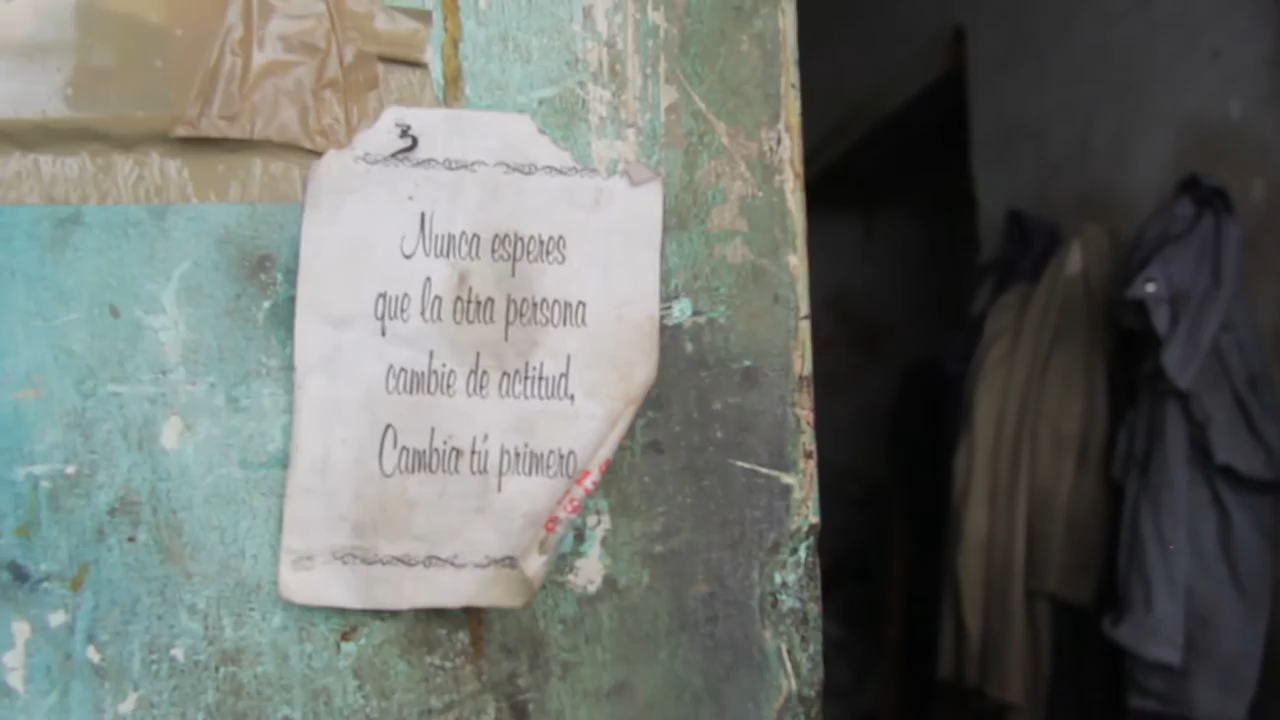 3
Nunca esperes
que la otra persona
cambie de actitud,
Cambia tú primero